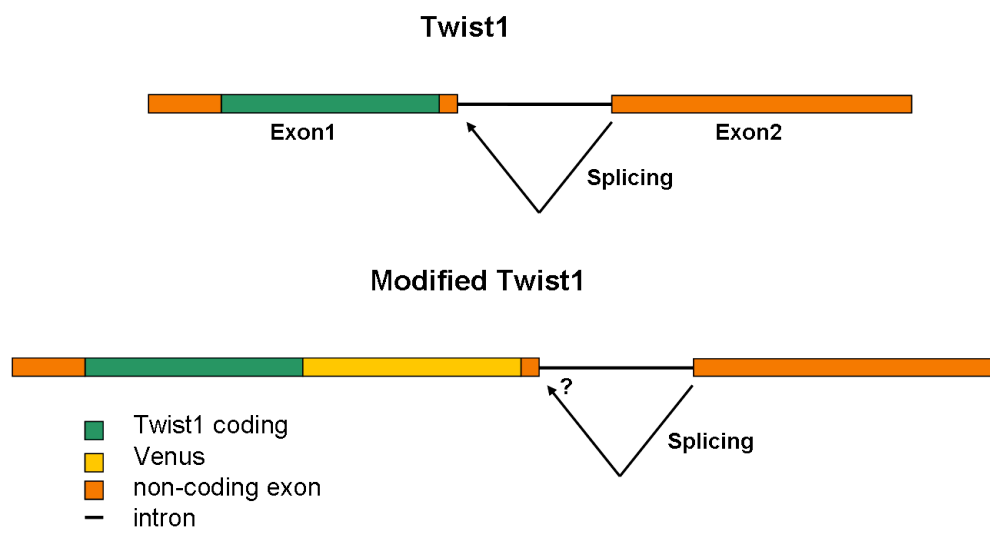 Twist1
Exon1
Exon2
Splicing
Modified Twist1
?
Splicing
Twist1 coding
Venus
non-coding exon
intron